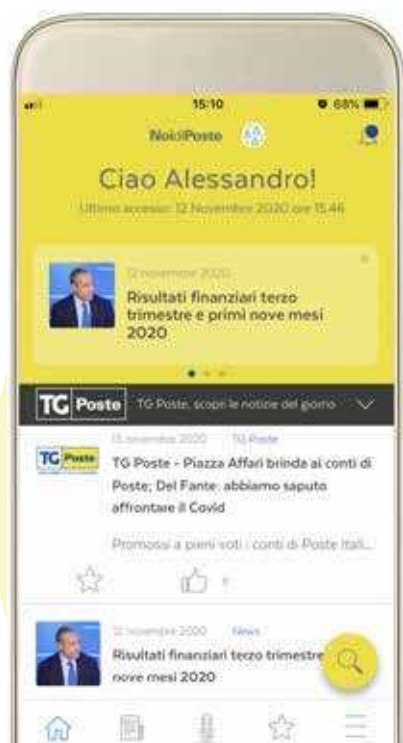 15:10
68%
NoidiPoste
Ciao Alessandro!
Ultimo accesso: 12 Novembre 2020 ore 15.46
12 novembre 2020
Risultati finanziari terzo
trimestre e primi nove mesi
2020
TG Poste TG Poste, scopri le notizie del giorno
TG Poste
novembre 2020 TG Poste
TG Poste - Piazza Affari brinda ai conti di
Poste; Del Fante: abbiamo saputo
affrontare il Covid
Promossi a pieni voti i conti di Poste Itali...
12 novembre 2020 News
Risultati finanziari terzo trimestre
nove mesi 2020